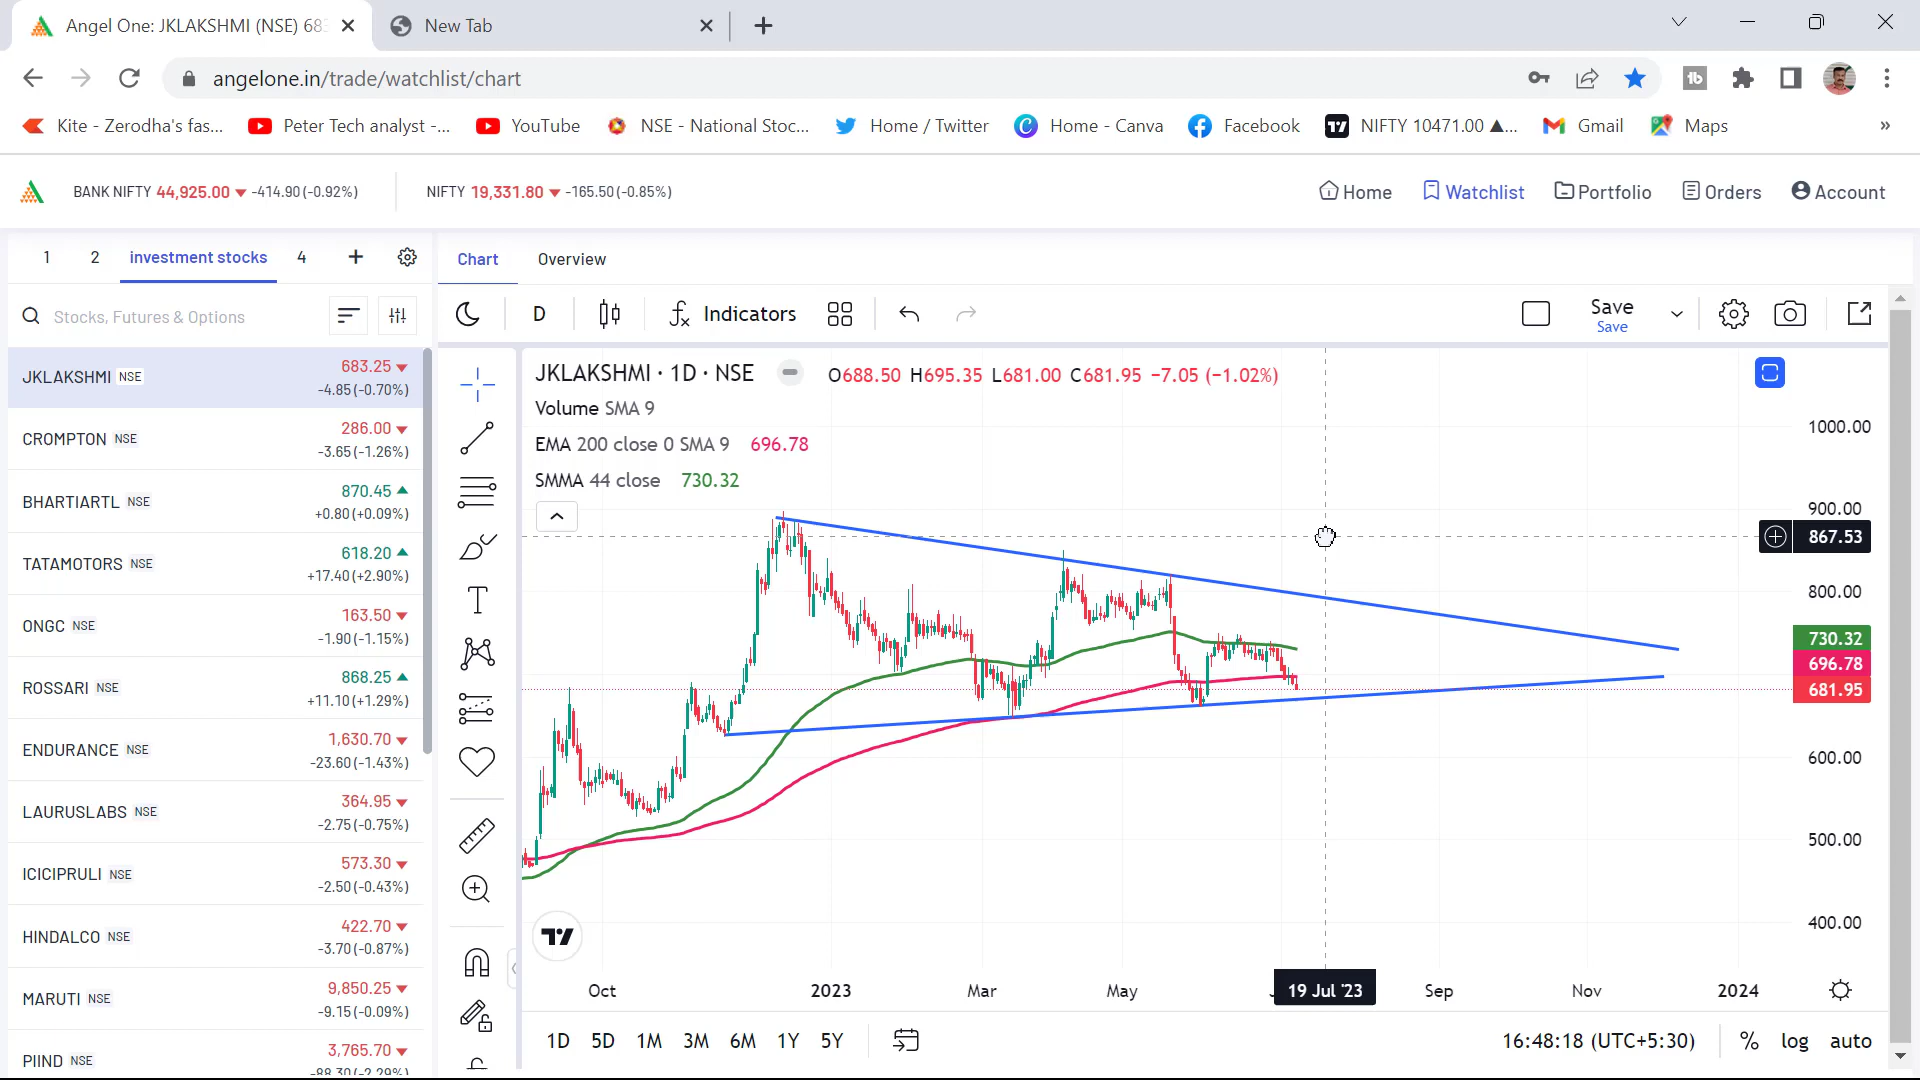 Angel One: JKLAKSHMI (NSE) 683
New Tab
angelone.in/trade/watchlist/chart
Kite - Zerodha's fas... Peter Tech analyst -... YouTube NSE - National Stoc... Home / Twitter Home - Canva Facebook NIFTY 10471.00 ▲... Gmail Maps »
BANK NIFTY 44,925.00 ▼ -414.90 (-0.92%) NIFTY 19,331.80 ▼ -165.50 (-0.85%) Home Watchlist Portfolio Orders Account
1 2 investment stocks 4 +
Chart Overview
Stocks, Futures & Options
D Indicators Save
Save
JKLAKSHMI NSE 683.25 ▼
-4.85 (-0.70%)
CROMPTON NSE 286.00 ▼
-3.65 (-1.26%)
BHARTIARTL NSE 870.45 ▲
+0.80 (+0.09%)
TATAMOTORS NSE 618.20 ▲
+17.40 (+2.90%)
ONGC NSE 163.50 ▼
-1.90 (-1.15%)
ROSSARI NSE 868.25 ▲
+11.10 (+1.29%)
ENDURANCE NSE 1,630.70 ▼
-23.60 (-1.43%)
LAURUSLABS NSE 364.95 ▼
-2.75 (-0.75%)
ICICIPRULI NSE 573.30 ▼
-2.50 (-0.43%)
HINDALCO NSE 422.70 ▼
-3.70 (-0.87%)
MARUTI NSE 9,850.25 ▼
-9.15 (-0.09%)
PIIND NSE 3,765.70 ▼
-88.30 (-2.29%)
JKLAKSHMI · 1D · NSE O688.50 H695.35 L681.00 C681.95 −7.05 (−1.02%)
Volume SMA 9
EMA 200 close 0 SMA 9 696.78
SMMA 44 close 730.32
1000.00
900.00
867.53
800.00
730.32
696.78
681.95
600.00
500.00
400.00
Oct 2023 Mar May 19 Jul '23 Sep Nov 2024
1D 5D 1M 3M 6M 1Y 5Y 16:48:18 (UTC+5:30) % log auto